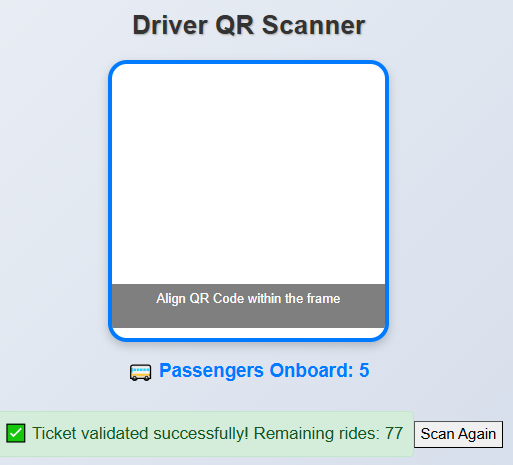 Driver QR Scanner
Align QR Code within the frame
🚌 Passengers Onboard: 5
✅ Ticket validated successfully! Remaining rides: 77
Scan Again